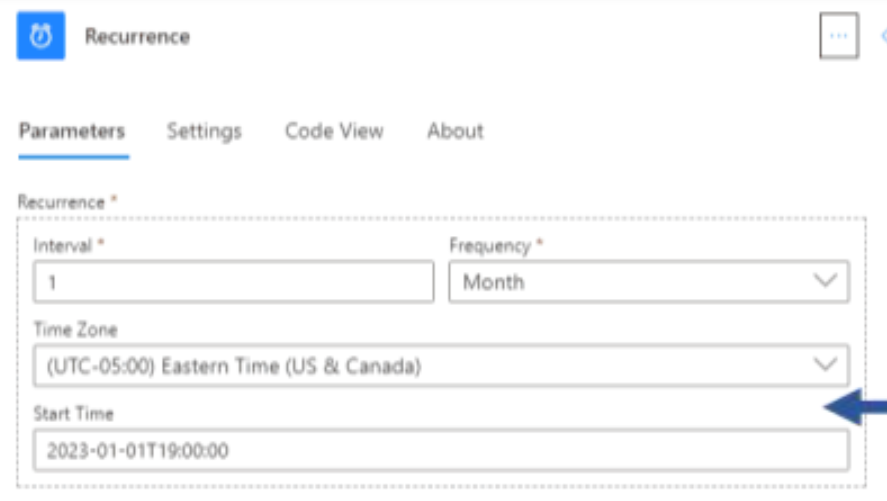 Recurrence
...
Parameters Settings Code View About
Recurrence *
Interval * Frequency *
1 Month
Time Zone
(UTC-05:00) Eastern Time (US & Canada)
Start Time
2023-01-01T19:00:00